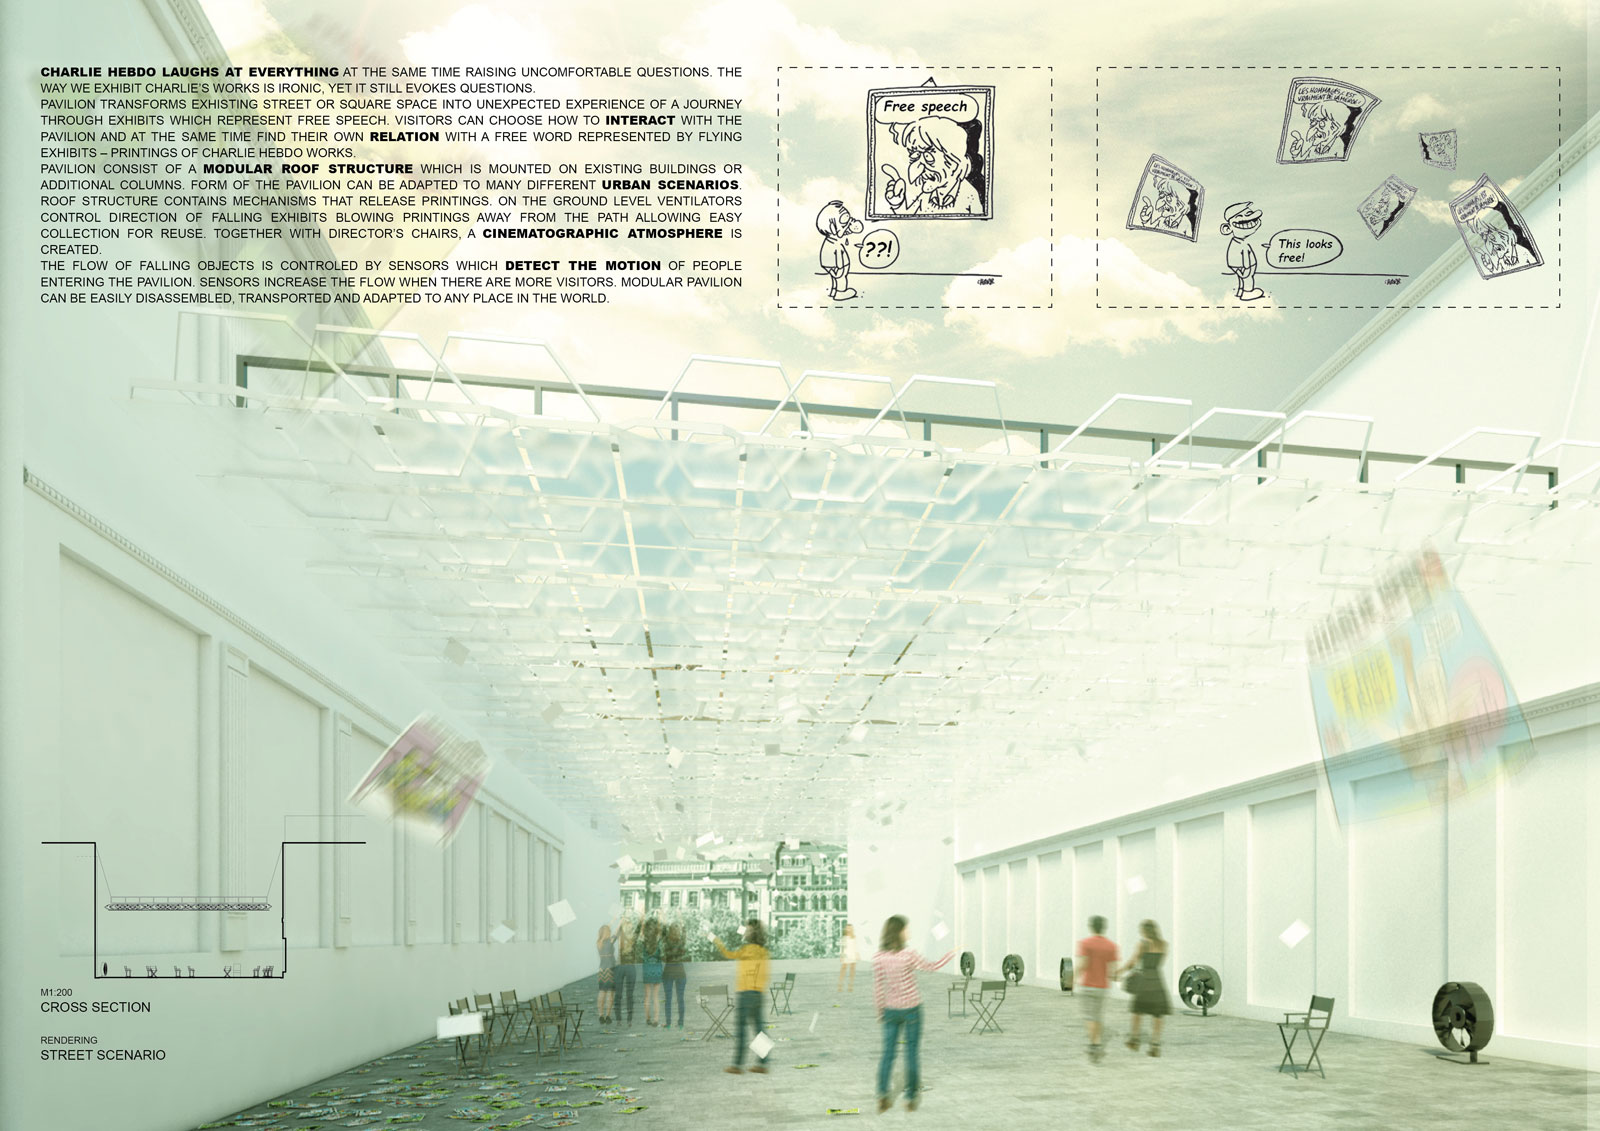 CHARLIE HEBDO LAUGHS AT EVERYTHING AT THE SAME TIME RAISING UNCOMFORTABLE QUESTIONS. THE
WAY WE EXHIBIT CHARLIE'S WORKS IS IRONIC, YET IT STILL EVOKES QUESTIONS.
PAVILION TRANSFORMS EXHISTING STREET OR SQUARE SPACE INTO UNEXPECTED EXPERIENCE OF A JOURNEY
THROUGH EXHIBITS WHICH REPRESENT FREE SPEECH. VISITORS CAN CHOOSE HOW TO INTERACT WITH THE
PAVILION AND AT THE SAME TIME FIND THEIR OWN RELATION WITH A FREE WORD REPRESENTED BY FLYING
EXHIBITS – PRINTINGS OF CHARLIE HEBDO WORKS.
PAVILION CONSIST OF A MODULAR ROOF STRUCTURE WHICH IS MOUNTED ON EXISTING BUILDINGS OR
ADDITIONAL COLUMNS. FORM OF THE PAVILION CAN BE ADAPTED TO MANY DIFFERENT URBAN SCENARIOS.
ROOF STRUCTURE CONTAINS MECHANISMS THAT RELEASE PRINTINGS. ON THE GROUND LEVEL VENTILATORS
CONTROL DIRECTION OF FALLING EXHIBITS BLOWING PRINTINGS AWAY FROM THE PATH ALLOWING EASY
COLLECTION FOR REUSE. TOGETHER WITH DIRECTOR'S CHAIRS, A CINEMATOGRAPHIC ATMOSPHERE IS
CREATED.
THE FLOW OF FALLING OBJECTS IS CONTROLED BY SENSORS WHICH DETECT THE MOTION OF PEOPLE
ENTERING THE PAVILION. SENSORS INCREASE THE FLOW WHEN THERE ARE MORE VISITORS. MODULAR PAVILION
CAN BE EASILY DISASSEMBLED, TRANSPORTED AND ADAPTED TO ANY PLACE IN THE WORLD.
Free speech
??!
This looks
free!
M1:200
CROSS SECTION
RENDERING
STREET SCENARIO